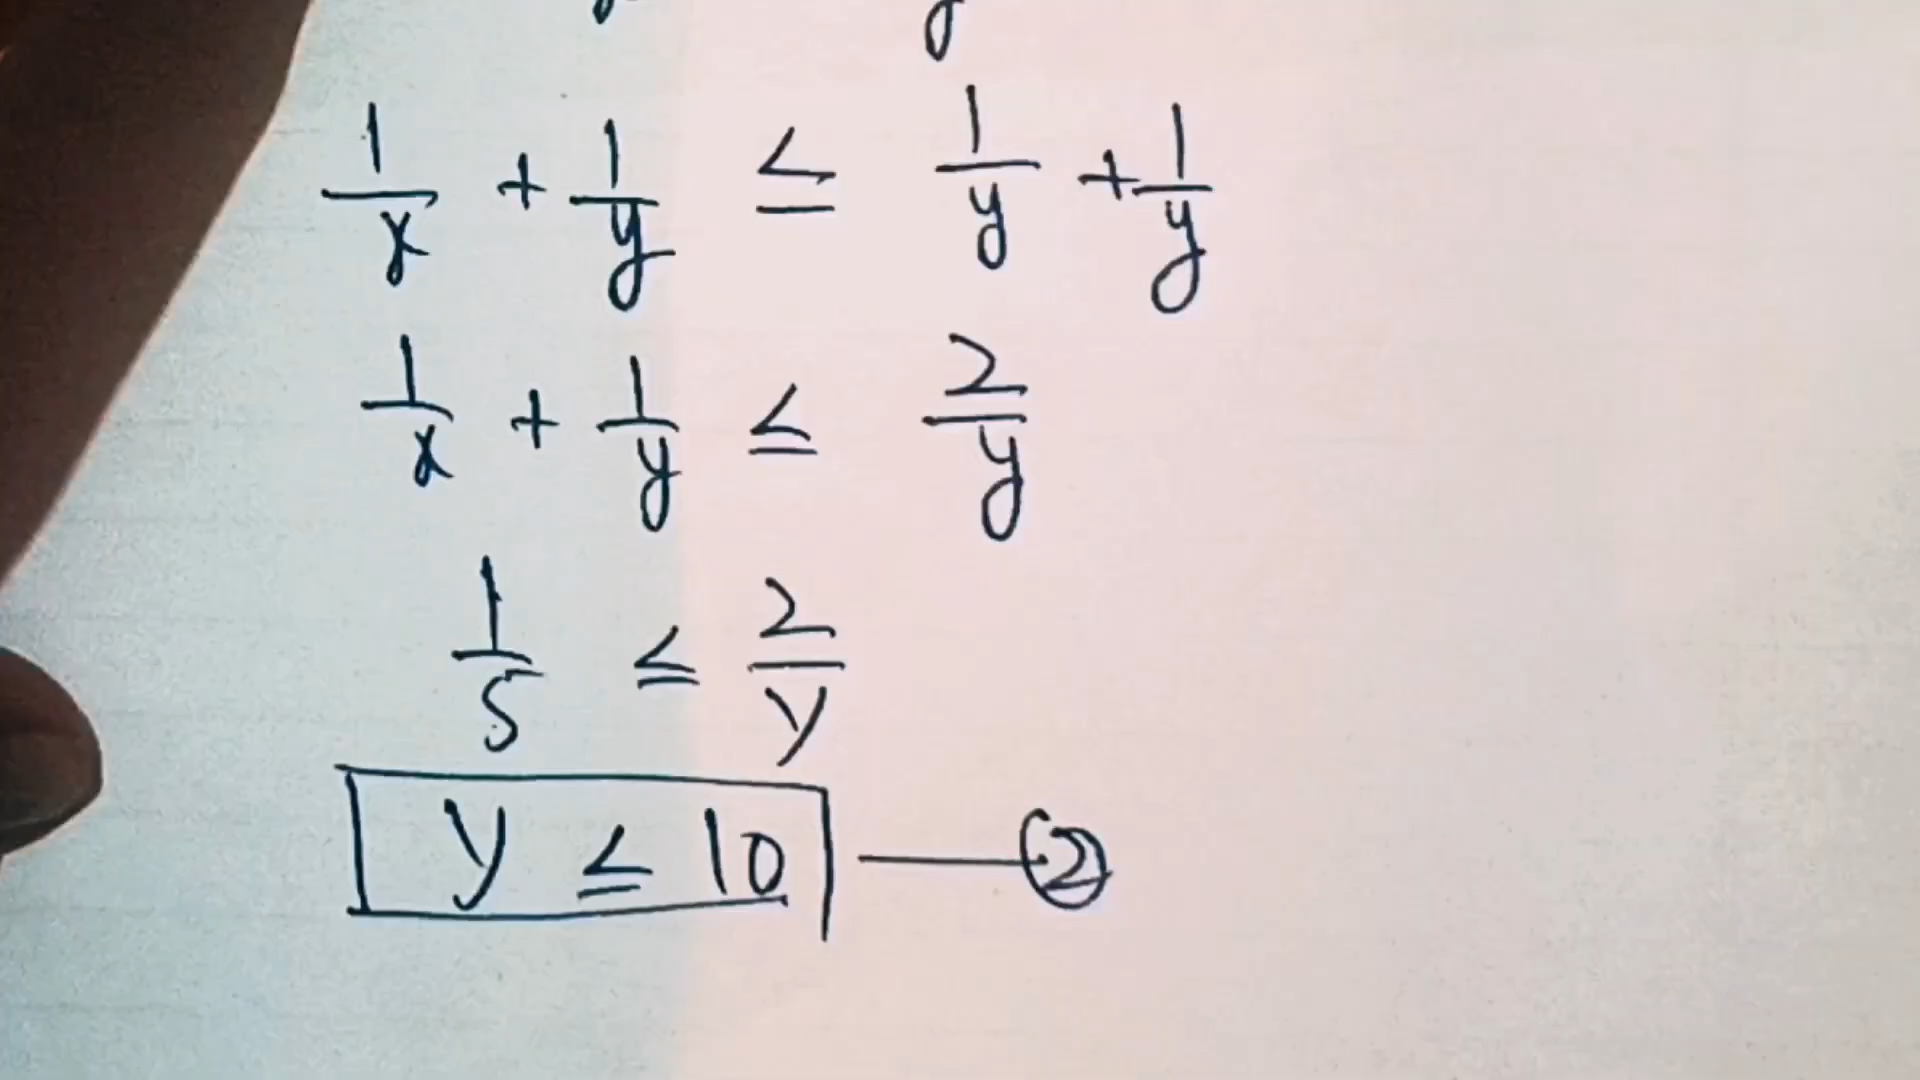 1/x + 1/y ≤ 1/y + 1/y
1/x + 1/y ≤ 2/y
1/5 ≤ 2/y
y ≤ 10 — ②